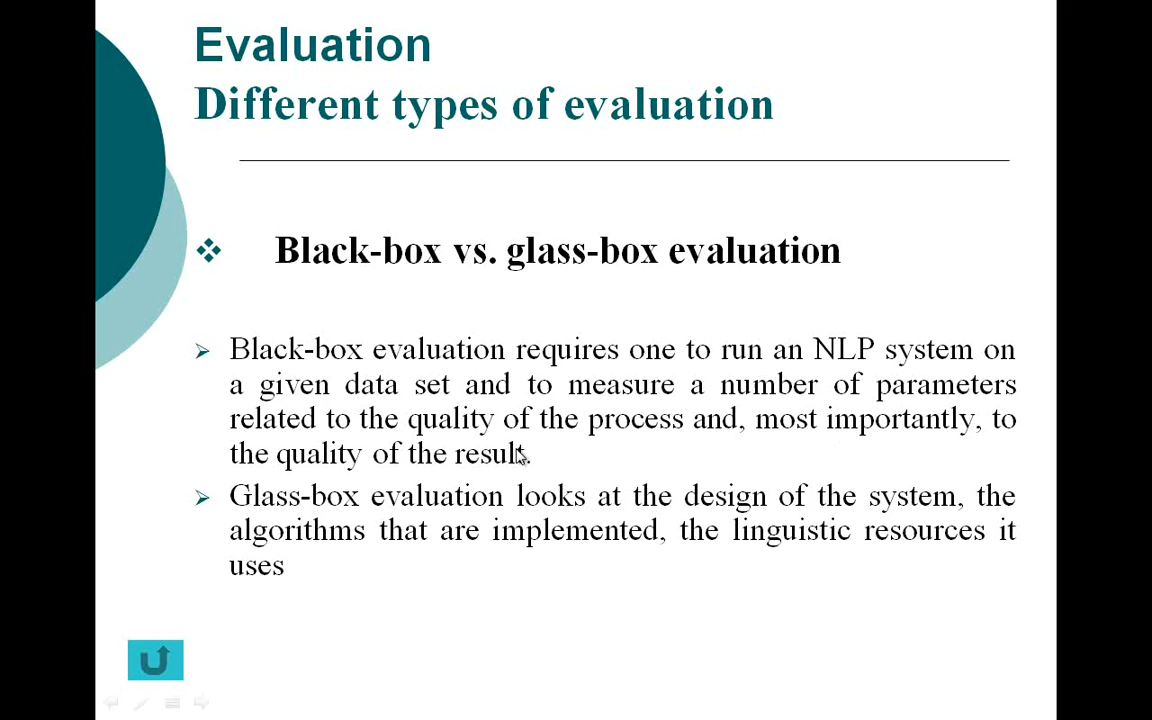 Evaluation
Different types of evaluation
Black-box vs. glass-box evaluation
Black-box evaluation requires one to run an NLP system on
a given data set and to measure a number of parameters
related to the quality of the process and, most importantly, to
the quality of the result.
Glass-box evaluation looks at the design of the system, the
algorithms that are implemented, the linguistic resources it
uses